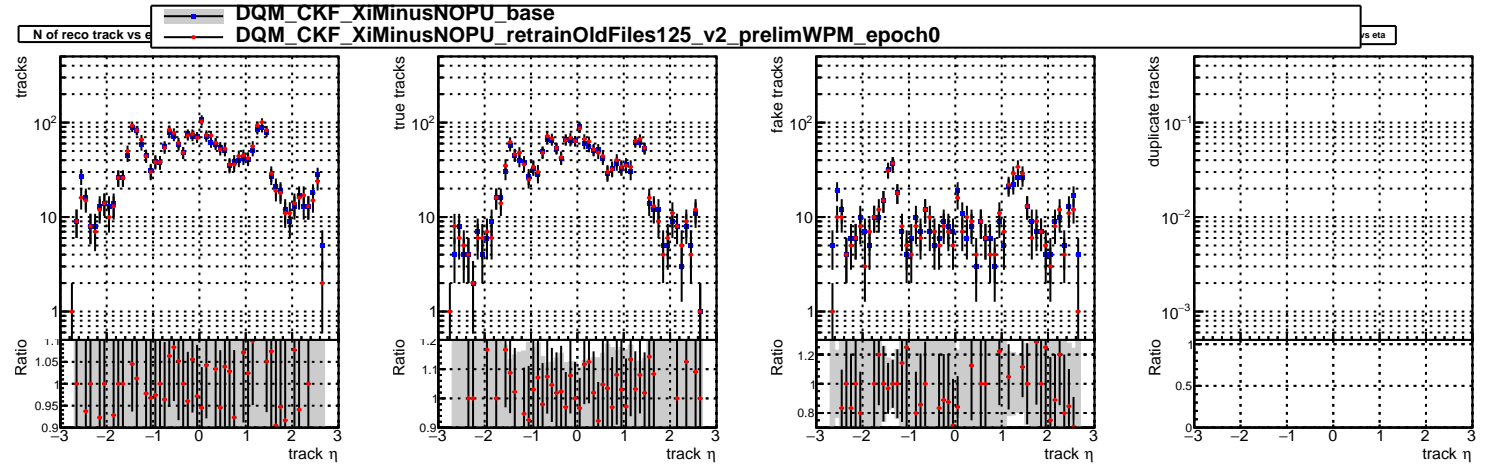 DQM_CKF_XiMinusNOPU_base
DQM_CKF_XiMinusNOPU_retrainOldFiles125_v2_prelimWPM_epoch0
N of reco track vs e
vs eta
tracks
10²
10
1
Ratio
1.1
1.05
1
0.95
0.9
−3 −2 −1 0 1 2 3
track η
true tracks
10²
10
1
Ratio
1.2
1.1
1
0.9
−3 −2 −1 0 1 2 3
track η
fake tracks
10²
10
1
Ratio
1.2
1
0.8
−3 −2 −1 0 1 2 3
track η
duplicate tracks
10⁻¹
10⁻²
10⁻³
Ratio
1
0.5
0
−3 −2 −1 0 1 2 3
track η